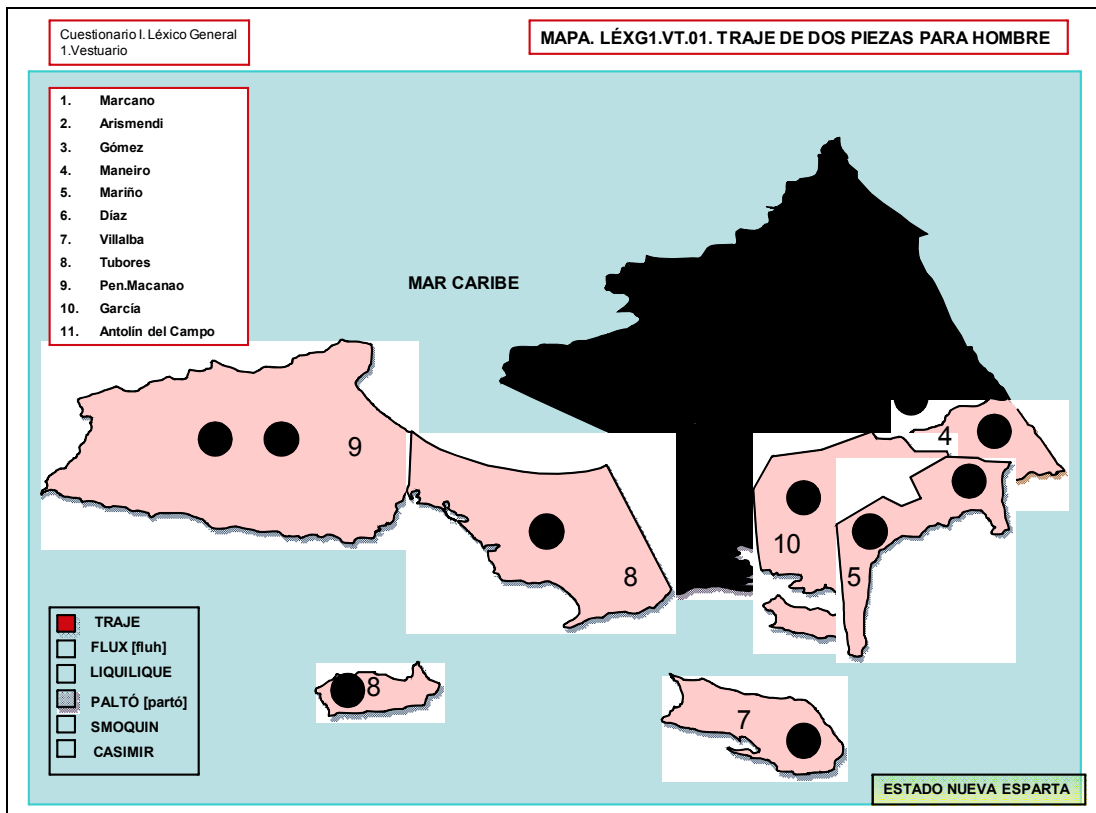 Cuestionario I. Léxico General
1.Vestuario
MAPA. LÉXG1.VT.01. TRAJE DE DOS PIEZAS PARA HOMBRE
1. Marcano
2. Arismendi
3. Gómez
4. Maneiro
5. Mariño
6. Díaz
7. Villalba
8. Tubores
9. Pen.Macanao
10. García
11. Antolín del Campo
MAR CARIBE
4
9
10
5
8
8
7
TRAJE
FLUX [fluh]
LIQUILIQUE
PALTÓ [partó]
SMOQUIN
CASIMIR
ESTADO NUEVA ESPARTA